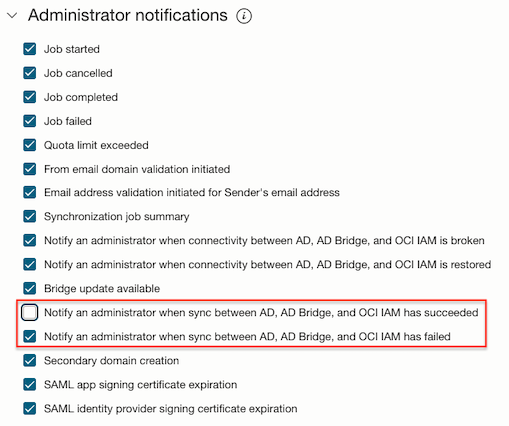 Administrator notifications
Job started
Job cancelled
Job completed
Job failed
Quota limit exceeded
From email domain validation initiated
Email address validation initiated for Sender's email address
Synchronization job summary
Notify an administrator when connectivity between AD, AD Bridge, and OCI IAM is broken
Notify an administrator when connectivity between AD, AD Bridge, and OCI IAM is restored
Bridge update available
Notify an administrator when sync between AD, AD Bridge, and OCI IAM has succeeded
Notify an administrator when sync between AD, AD Bridge, and OCI IAM has failed
Secondary domain creation
SAML app signing certificate expiration
SAML identity provider signing certificate expiration